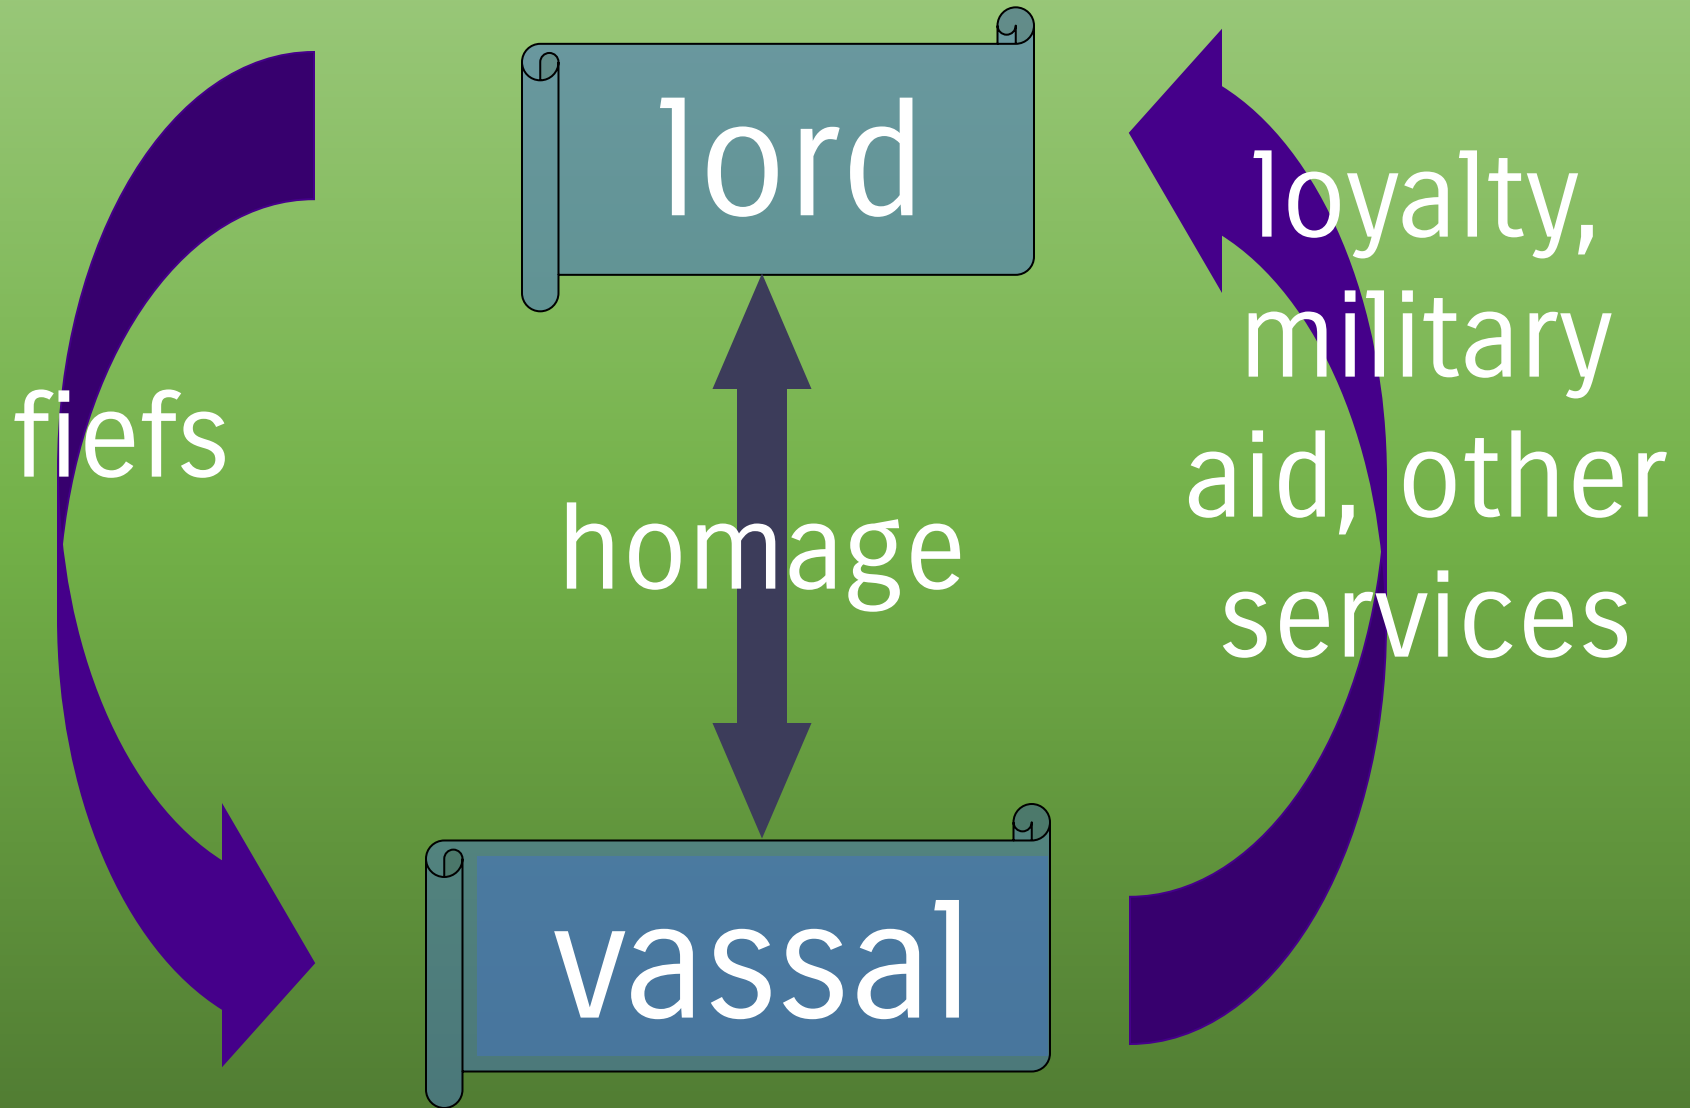 lord
fiefs
homage
loyalty,
military
aid, other
services
vassal